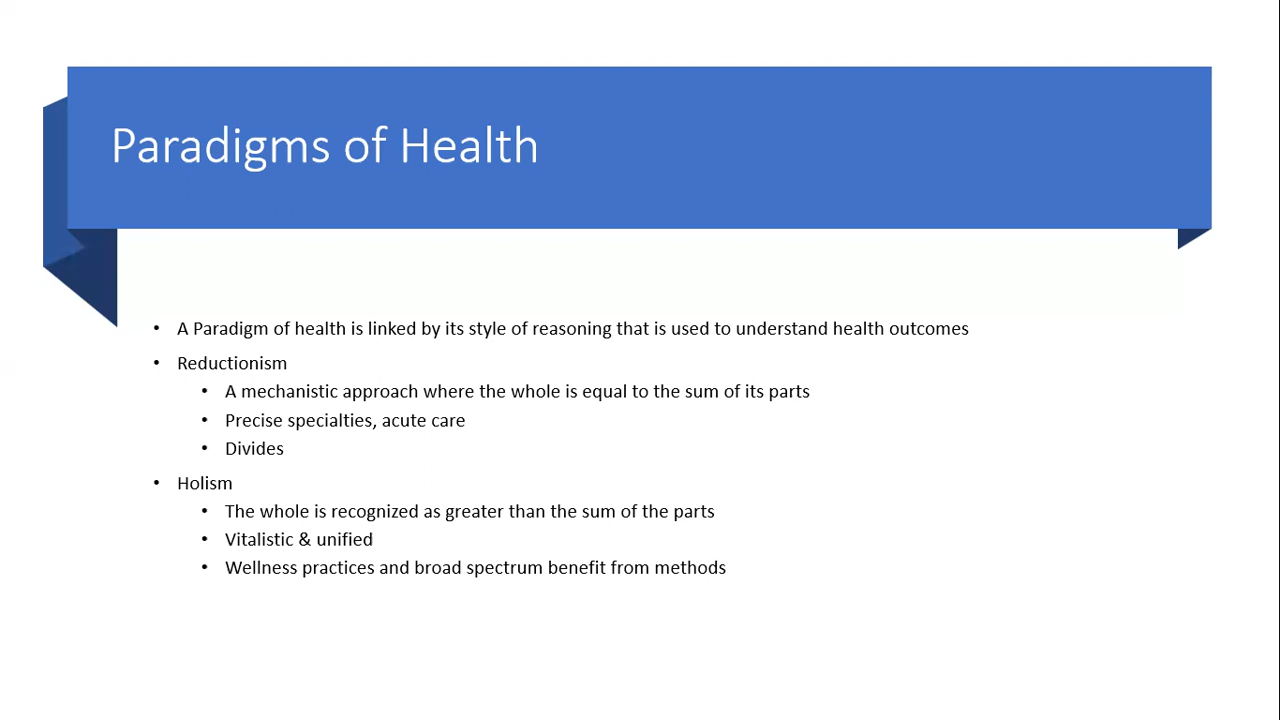 Paradigms of Health
• A Paradigm of health is linked by its style of reasoning that is used to understand health outcomes
• Reductionism
• A mechanistic approach where the whole is equal to the sum of its parts
• Precise specialties, acute care
• Divides
• Holism
• The whole is recognized as greater than the sum of the parts
• Vitalistic & unified
• Wellness practices and broad spectrum benefit from methods